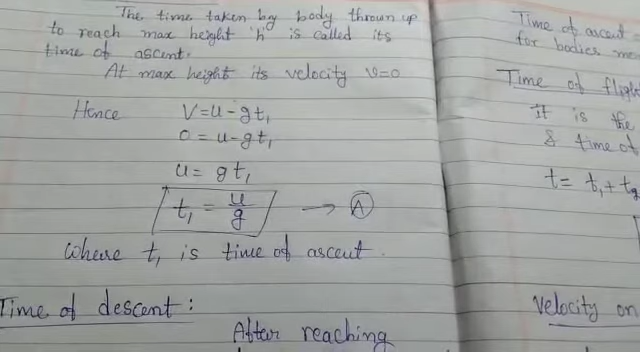 The time taken by body thrown up
to reach max height 'h' is called its
time of ascent.
At max height its velocity v=0
Hence V=u-gt₁
0 = u-gt₁
u = gt₁
t₁ = u/g → Ⓐ
Where t₁ is time of ascent.
Time of descent:
After reaching
Time of ascent =
for bodies
Time of flight
It is the
& time of
t = t₁ + t₂
Velocity on